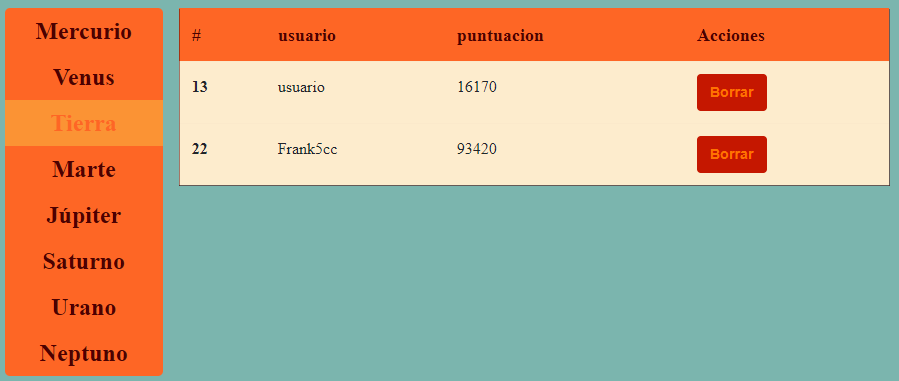 Mercurio
Venus
Tierra
Marte
Júpiter
Saturno
Urano
Neptuno
# usuario puntuacion Acciones
13 usuario 16170 Borrar
22 Frank5cc 93420 Borrar